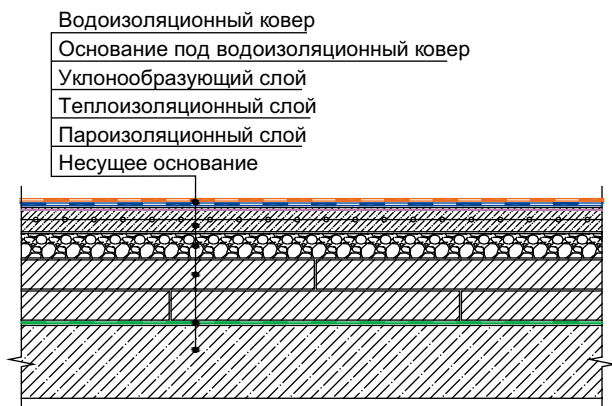 Водоизоляционный ковер
Основание под водоизоляционный ковер
Уклонообразующий слой
Теплоизоляционный слой
Пароизоляционный слой
Несущее основание